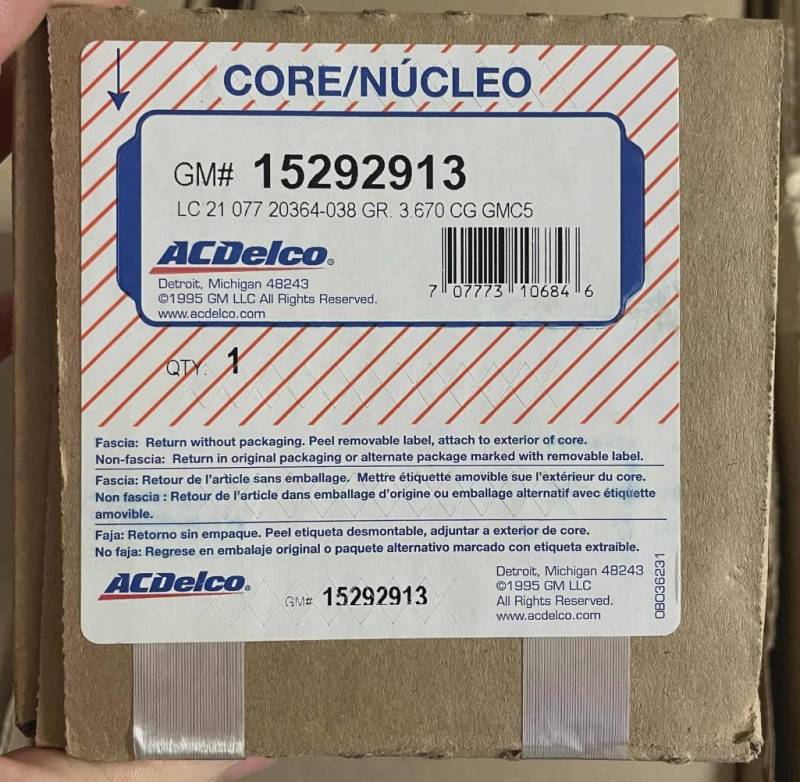 CORE/NÚCLEO
GM# 15292913
LC 21 077 20364-038 GR. 3.670 CG GMC5
ACDelco®
Detroit, Michigan 48243
©1995 GM LLC All Rights Reserved.
www.acdelco.com
7 07773 10684 6
QTY: 1
Fascia: Return without packaging. Peel removable label, attach to exterior of core.
Non-fascia: Return in original packaging or alternate package marked with removable label.
Fascia: Retour de l'article sans emballage. Mettre étiquette amovible sue l'extérieur du core.
Non fascia : Retour de l'article dans emballage d'origine ou emballage alternatif avec étiquette
amovible.
Faja: Retorno sin empaque. Peel etiqueta desmontable, adjuntar a exterior de core.
No faja: Regrese en embalaje original o paquete alternativo marcado con etiqueta extraíble.
ACDelco®
GM# 15292913
Detroit, Michigan 48243
©1995 GM LLC
All Rights Reserved.
www.acdelco.com
08036231